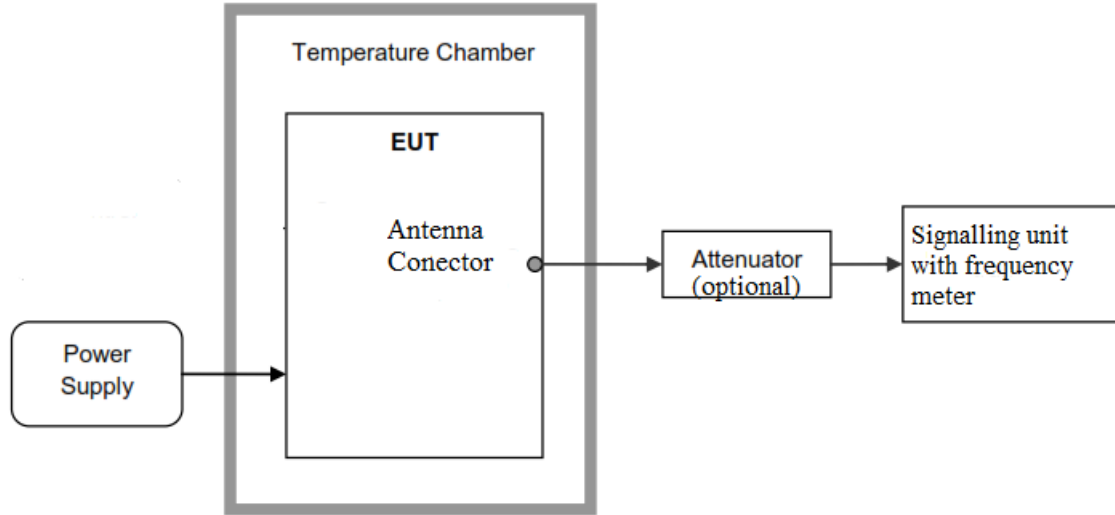 Temperature Chamber
EUT
Antenna
Conector
Attenuator
(optional)
Signalling unit
with frequency
meter
Power
Supply